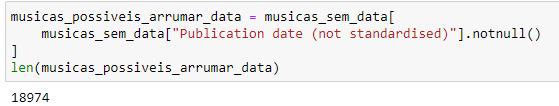 musicas_possiveis_arrumar_data = musicas_sem_data[
    musicas_sem_data["Publication date (not standardised)"].notnull()
]
len(musicas_possiveis_arrumar_data)
18974